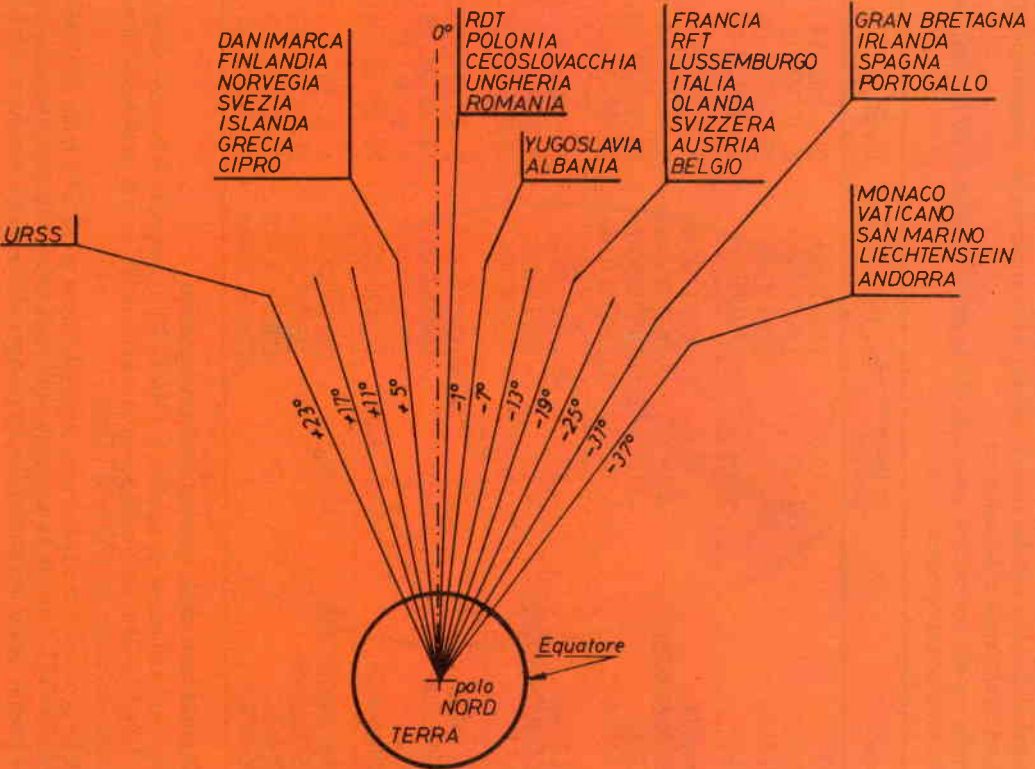 URSS
DANIMARCA
FINLANDIA
NORVEGIA
SVEZIA
ISLANDA
GRECIA
CIPRO
0°
RDT
POLONIA
CECOSLOVACCHIA
UNGHERIA
ROMANIA
YUGOSLAVIA
ALBANIA
FRANCIA
RFT
LUSSEMBURGO
ITALIA
OLANDA
SVIZZERA
AUSTRIA
BELGIO
GRAN BRETAGNA
IRLANDA
SPAGNA
PORTOGALLO
MONACO
VATICANO
SAN MARINO
LIECHTENSTEIN
ANDORRA
+23°
+17°
+11°
+5°
-1°
-7°
-13°
-19°
-25°
-31°
-37°
Equatore
polo
NORD
TERRA